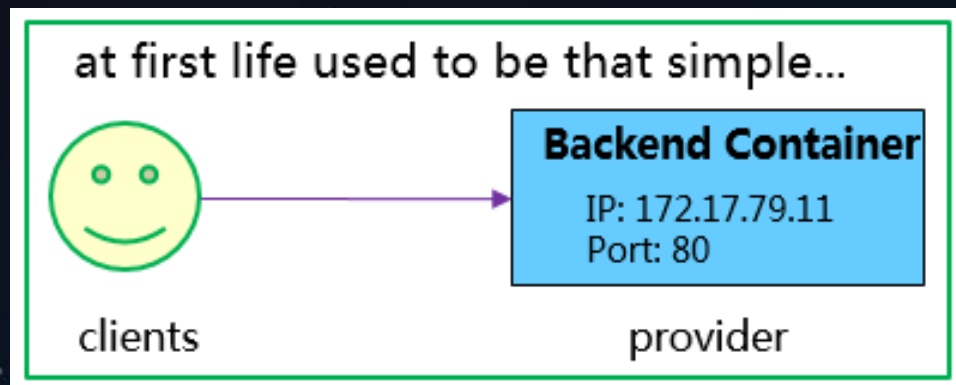 at first life used to be that simple...
Backend Container
IP: 172.17.79.11
Port: 80
clients
provider